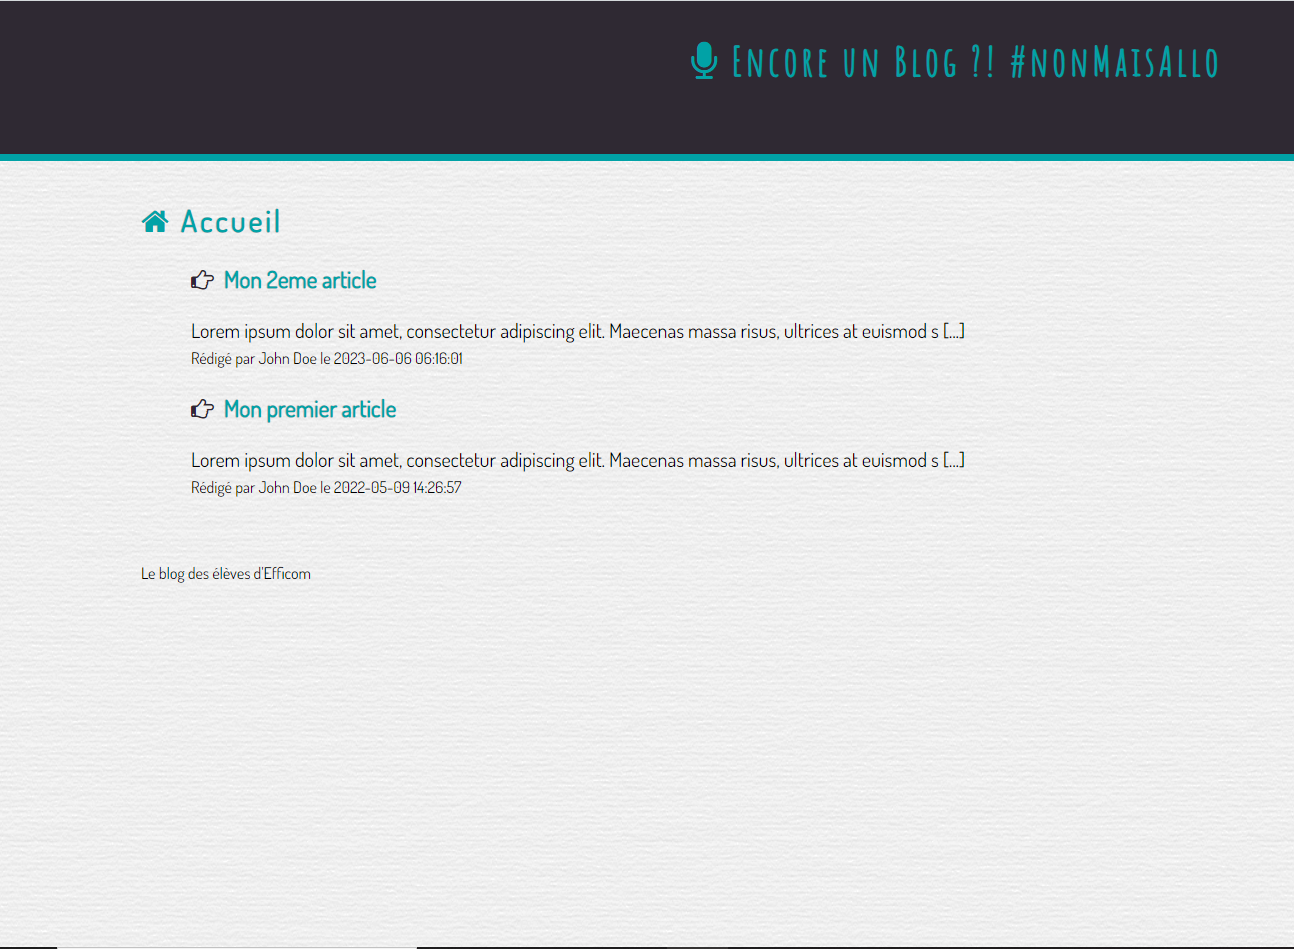 Encore un Blog ?! #nonMaisAllo
Accueil
Mon 2eme article
Lorem ipsum dolor sit amet, consectetur adipiscing elit. Maecenas massa risus, ultrices at euismod s [...]
Rédigé par John Doe le 2023-06-06 06:16:01
Mon premier article
Lorem ipsum dolor sit amet, consectetur adipiscing elit. Maecenas massa risus, ultrices at euismod s [...]
Rédigé par John Doe le 2022-05-09 14:26:57
Le blog des élèves d'Efficom